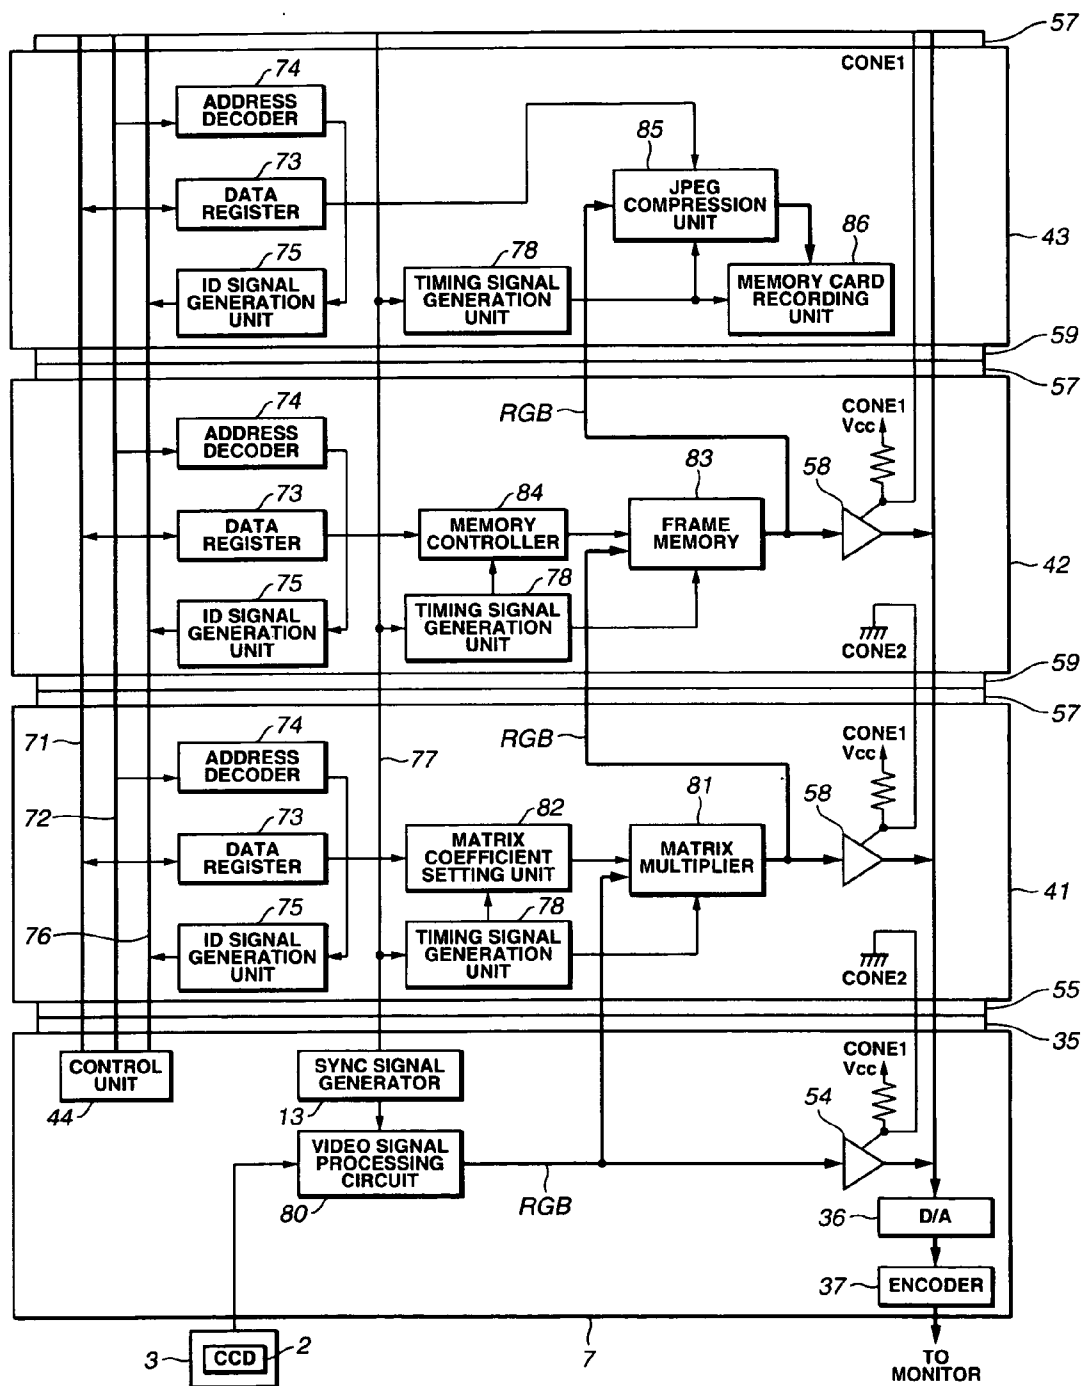 57
CONE1
74
ADDRESS
DECODER
85
JPEG
COMPRESSION
UNIT
73
DATA
REGISTER
86
MEMORY CARD
RECORDING
UNIT
43
75
ID SIGNAL
GENERATION
UNIT
78
TIMING SIGNAL
GENERATION
UNIT
59
57
74
ADDRESS
DECODER
RGB
CONE1
Vcc
58
73
DATA
REGISTER
84
MEMORY
CONTROLLER
83
FRAME
MEMORY
42
75
ID SIGNAL
GENERATION
UNIT
78
TIMING SIGNAL
GENERATION
UNIT
CONE2
59
57
71
74
ADDRESS
DECODER
77
RGB
CONE1
Vcc
58
72
73
DATA
REGISTER
82
MATRIX
COEFFICIENT
SETTING UNIT
81
MATRIX
MULTIPLIER
41
76
75
ID SIGNAL
GENERATION
UNIT
78
TIMING SIGNAL
GENERATION
UNIT
CONE2
55
35
CONTROL
UNIT
44
SYNC SIGNAL
GENERATOR
13
CONE1
Vcc
54
VIDEO SIGNAL
PROCESSING
CIRCUIT
80
RGB
36
D/A
37
ENCODER
3
CCD
2
7
TO
MONITOR